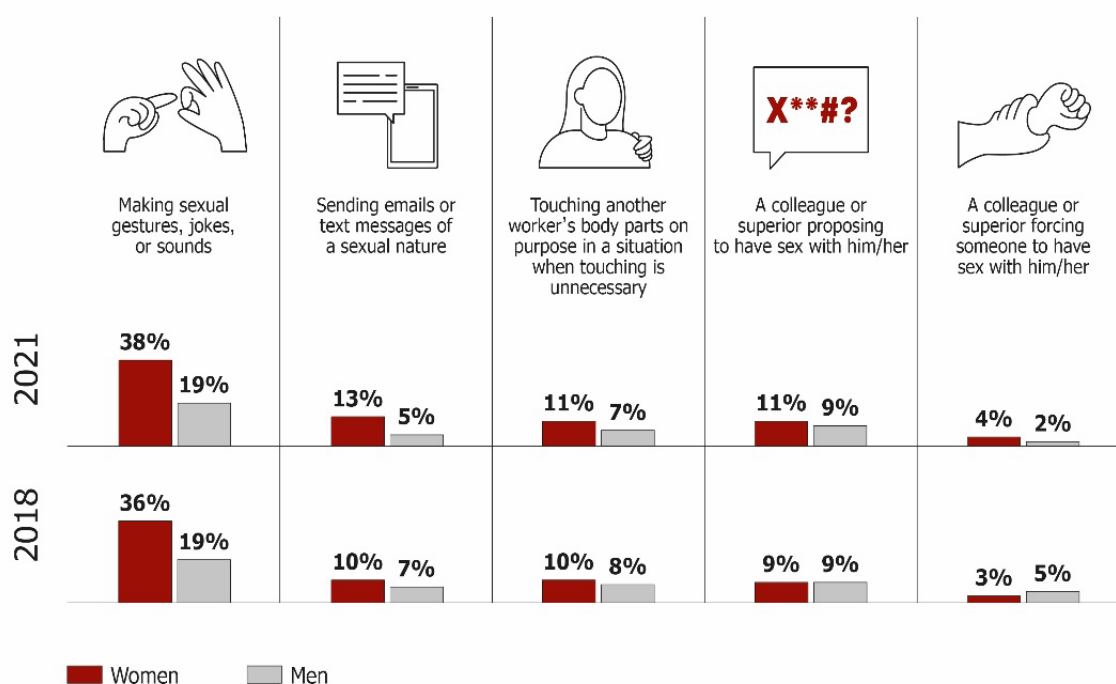 X**#?
Making sexual
gestures, jokes,
or sounds
Sending emails or
text messages of
a sexual nature
Touching another
worker's body parts on
purpose in a situation
when touching is
unnecessary
A colleague or
superior proposing
to have sex with him/her
A colleague or
superior forcing
someone to have
sex with him/her
2021
38%
19%
13%
5%
11%
7%
11%
9%
4%
2%
2018
36%
19%
10%
7%
10%
8%
9%
9%
3%
5%
Women
Men